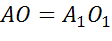 AO = A₁O₁